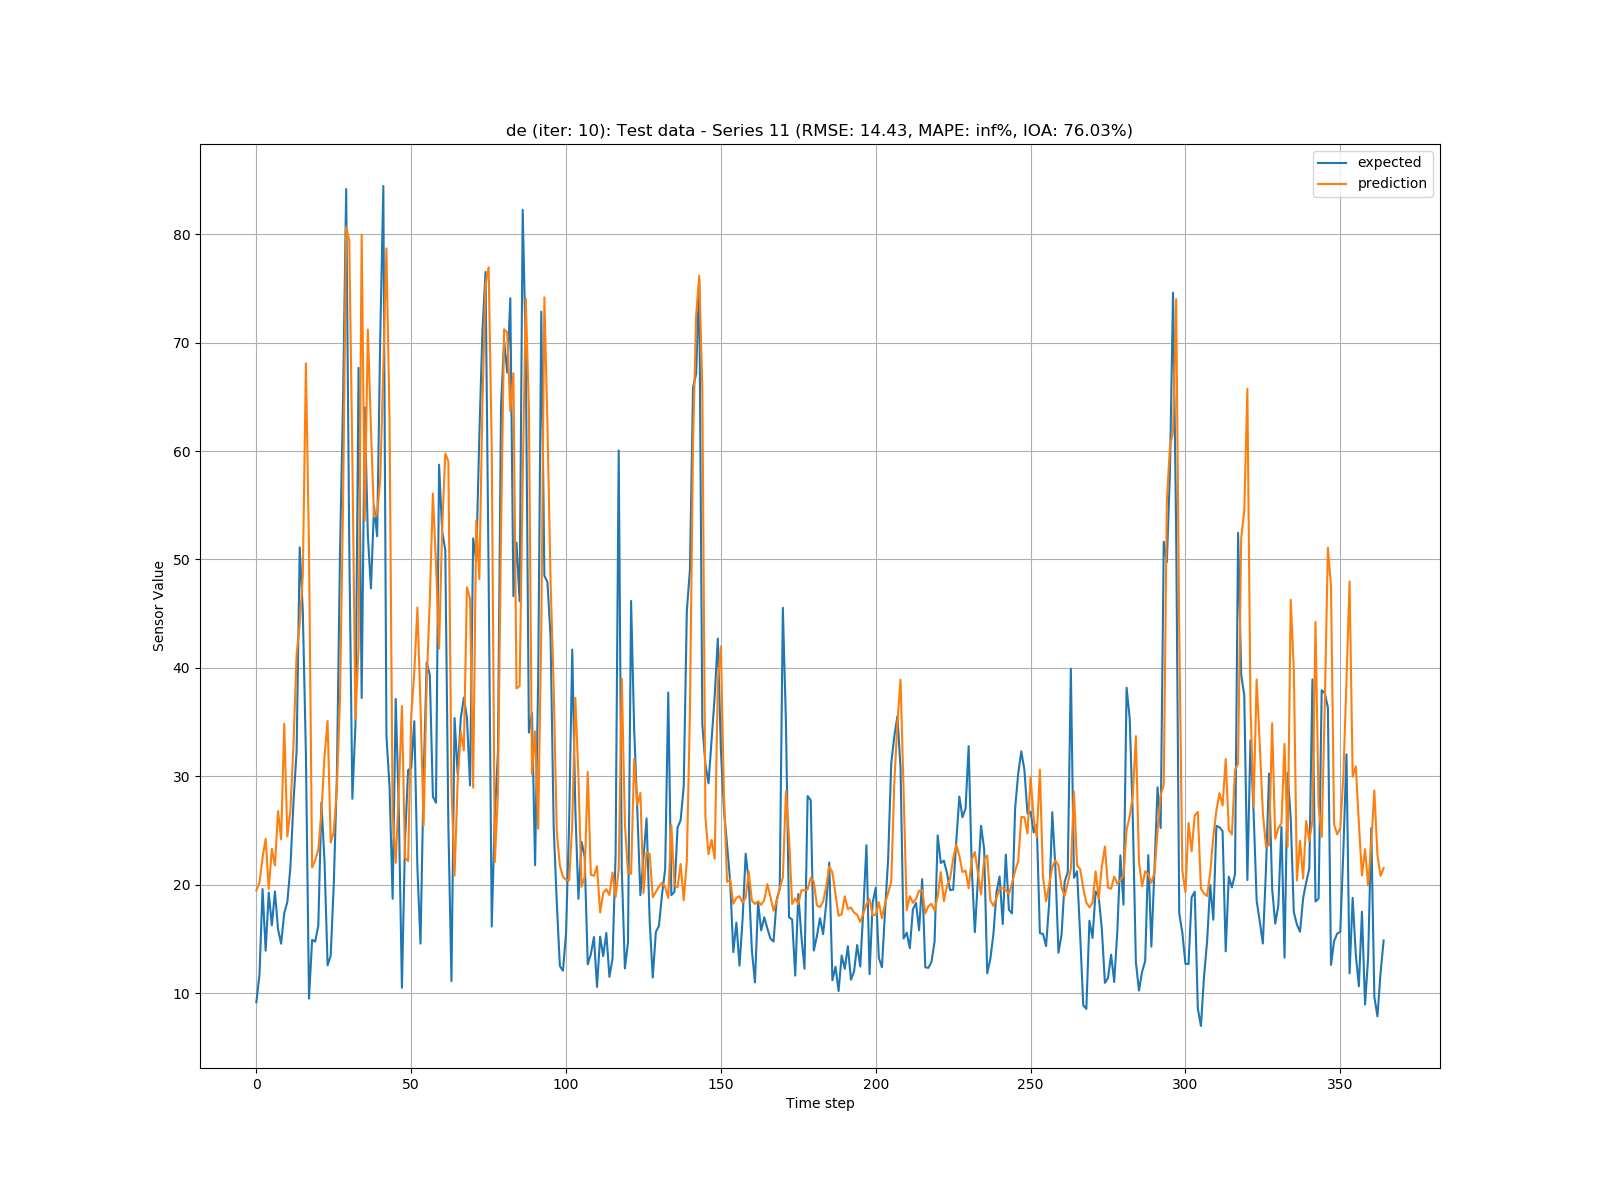 de (iter: 10): Test data - Series 11 (RMSE: 14.43, MAPE: inf%, IOA: 76.03%)
expected
prediction
80
70
60
50
40
30
20
10
Sensor Value
0 50 100 150 200 250 300 350
Time step